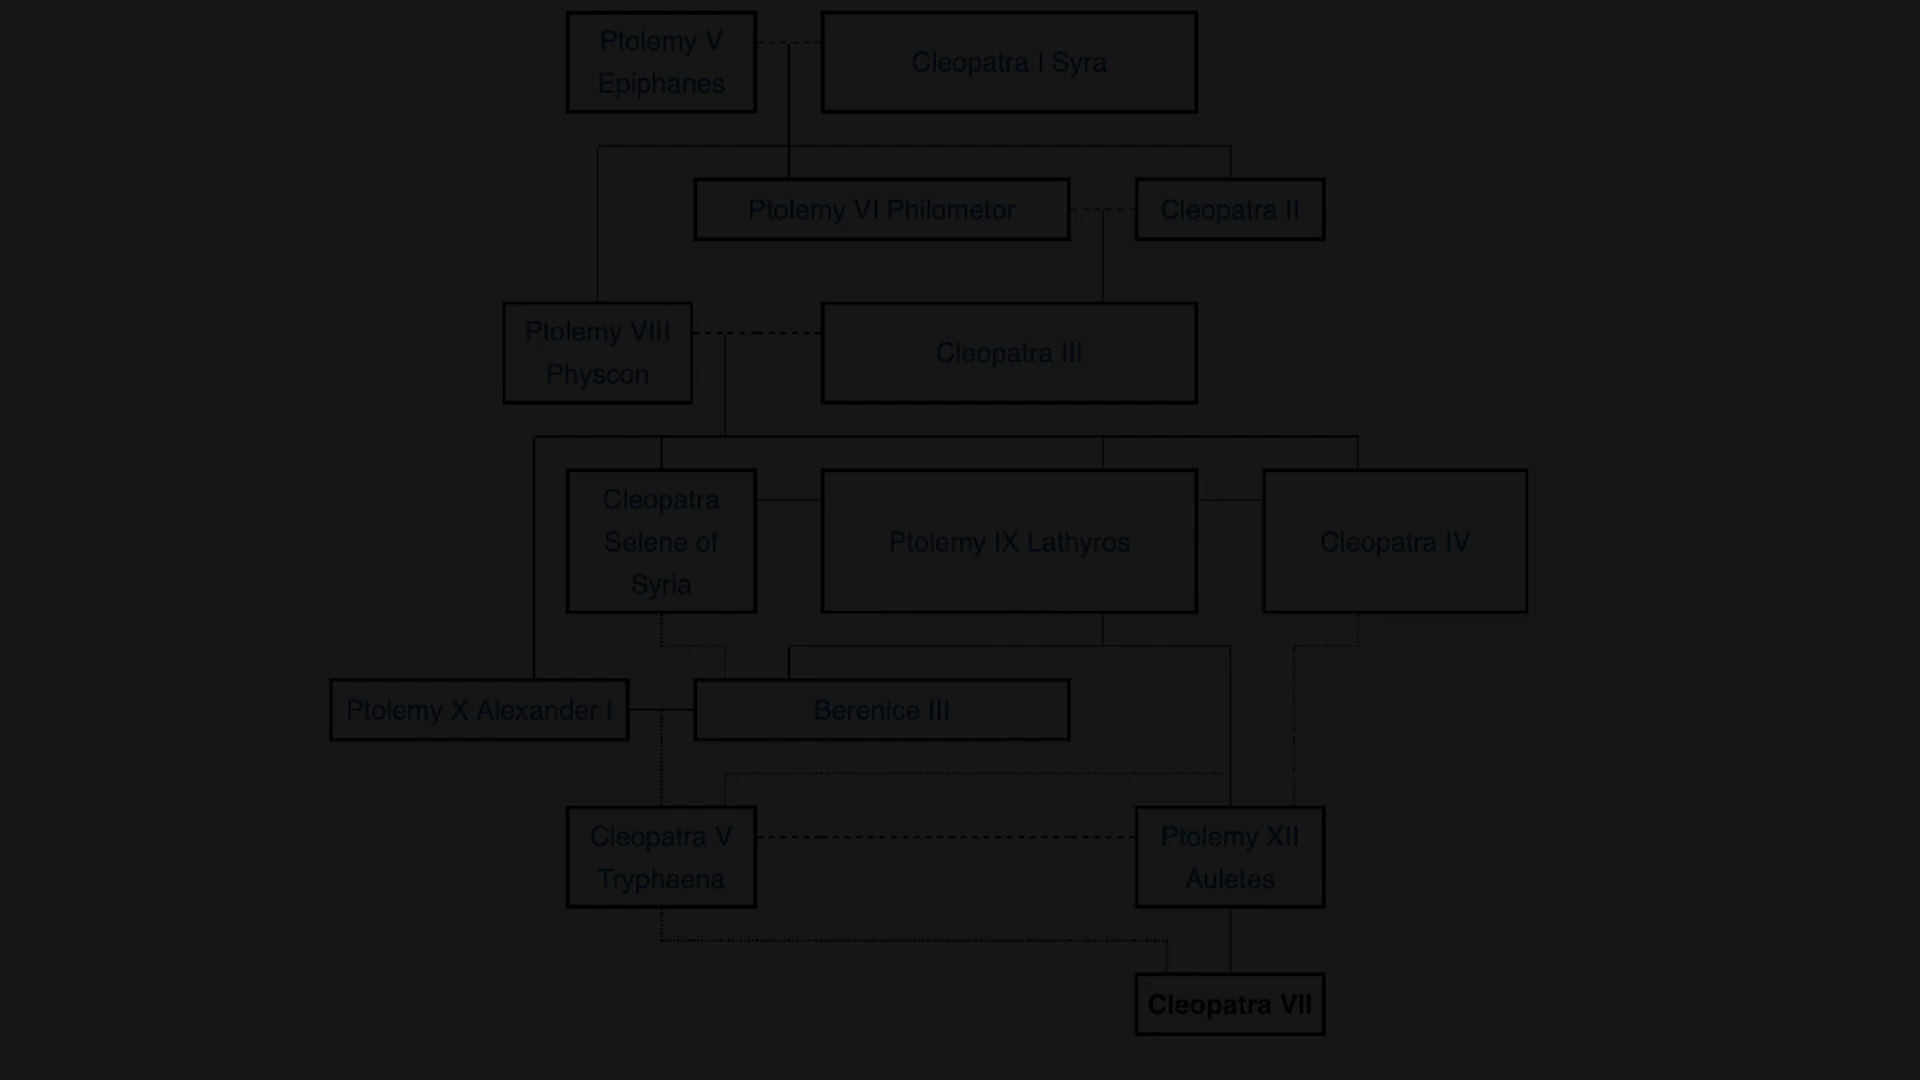 Ptolemy V
Epiphanes
Cleopatra I Syra
Ptolemy VI Philometor
Cleopatra II
Ptolemy VIII
Physcon
Cleopatra III
Cleopatra
Selene of
Syria
Ptolemy IX Lathyros
Cleopatra IV
Ptolemy X Alexander I
Berenice III
Cleopatra V
Tryphaena
Ptolemy XII
Auletes
Cleopatra VII